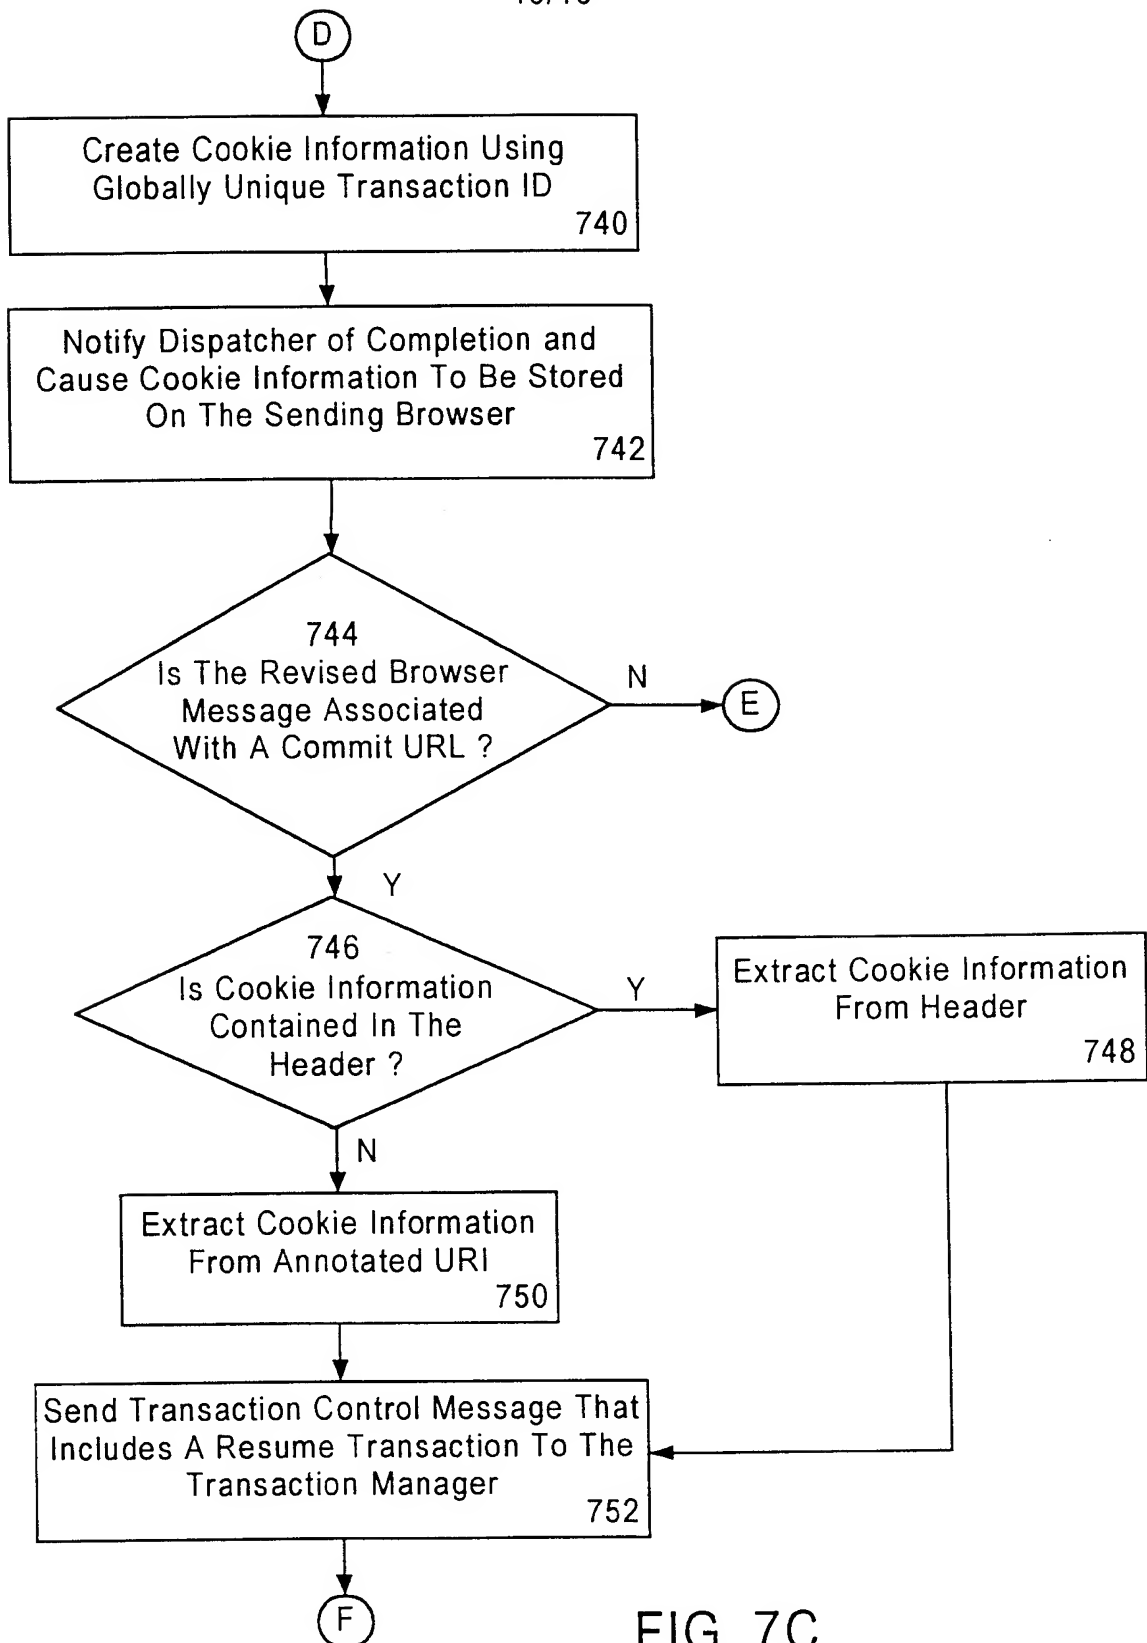 D
Create Cookie Information Using
Globally Unique Transaction ID
740
Notify Dispatcher of Completion and
Cause Cookie Information To Be Stored
On The Sending Browser
742
744
Is The Revised Browser
Message Associated
With A Commit URL ?
N
E
Y
746
Is Cookie Information
Contained In The
Header ?
Y
Extract Cookie Information
From Header
748
N
Extract Cookie Information
From Annotated URI
750
Send Transaction Control Message That
Includes A Resume Transaction To The
Transaction Manager
752
F
FIG. 7C